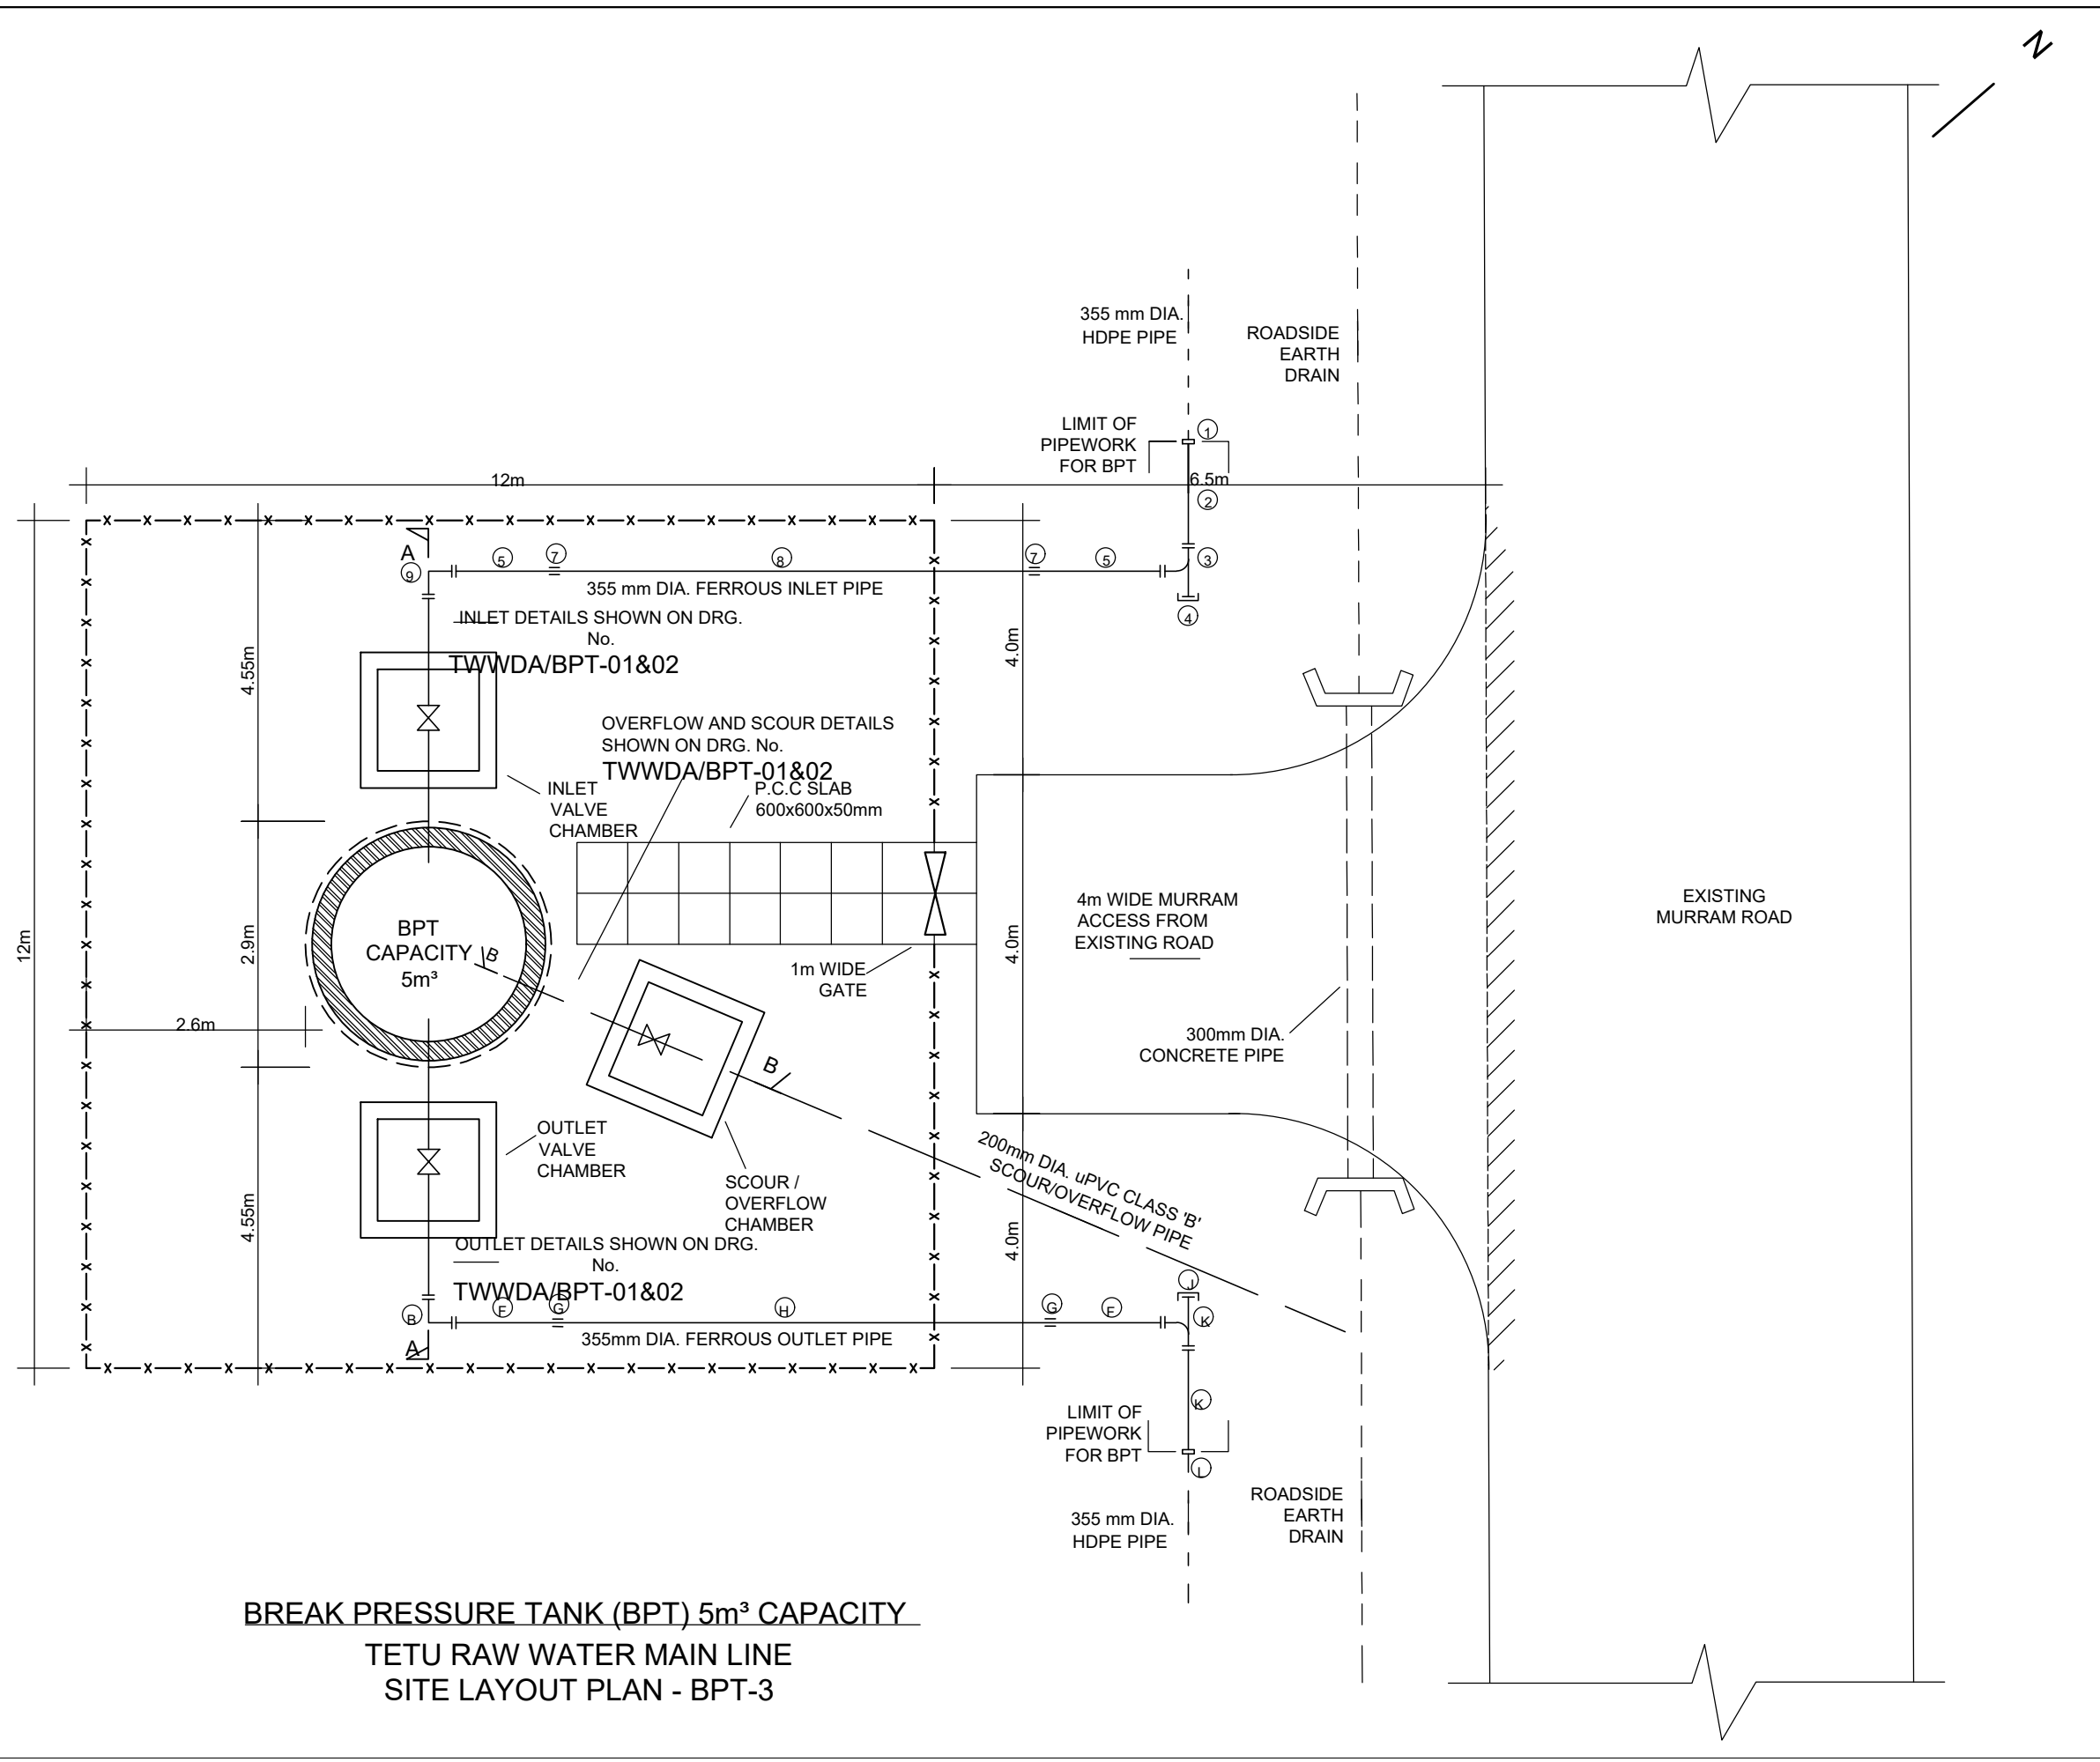 N
355 mm DIA.
HDPE PIPE
ROADSIDE
EARTH
DRAIN
LIMIT OF
PIPEWORK
FOR BPT
1
12m
6.5m
2
A
9
5
7
8
7
5
3
355 mm DIA. FERROUS INLET PIPE
4
INLET DETAILS SHOWN ON DRG.
No.
TWWDA/BPT-01&02
4.55m
4.0m
OVERFLOW AND SCOUR DETAILS
SHOWN ON DRG. No.
TWWDA/BPT-01&02
INLET
VALVE
CHAMBER
P.C.C SLAB
600x600x50mm
4m WIDE MURRAM
ACCESS FROM
EXISTING ROAD
EXISTING
MURRAM ROAD
BPT
CAPACITY
5m³
B
12m
2.9m
4.0m
1m WIDE
GATE
2.6m
300mm DIA.
CONCRETE PIPE
B
OUTLET
VALVE
CHAMBER
200mm DIA. uPVC CLASS 'B'
SCOUR/OVERFLOW PIPE
SCOUR /
OVERFLOW
CHAMBER
4.55m
4.0m
OUTLET DETAILS SHOWN ON DRG.
No.
TWWDA/BPT-01&02
J
B
F
G
H
G
F
K
355mm DIA. FERROUS OUTLET PIPE
A
K
LIMIT OF
PIPEWORK
FOR BPT
L
ROADSIDE
EARTH
DRAIN
355 mm DIA.
HDPE PIPE
BREAK PRESSURE TANK (BPT) 5m³ CAPACITY
TETU RAW WATER MAIN LINE
SITE LAYOUT PLAN - BPT-3